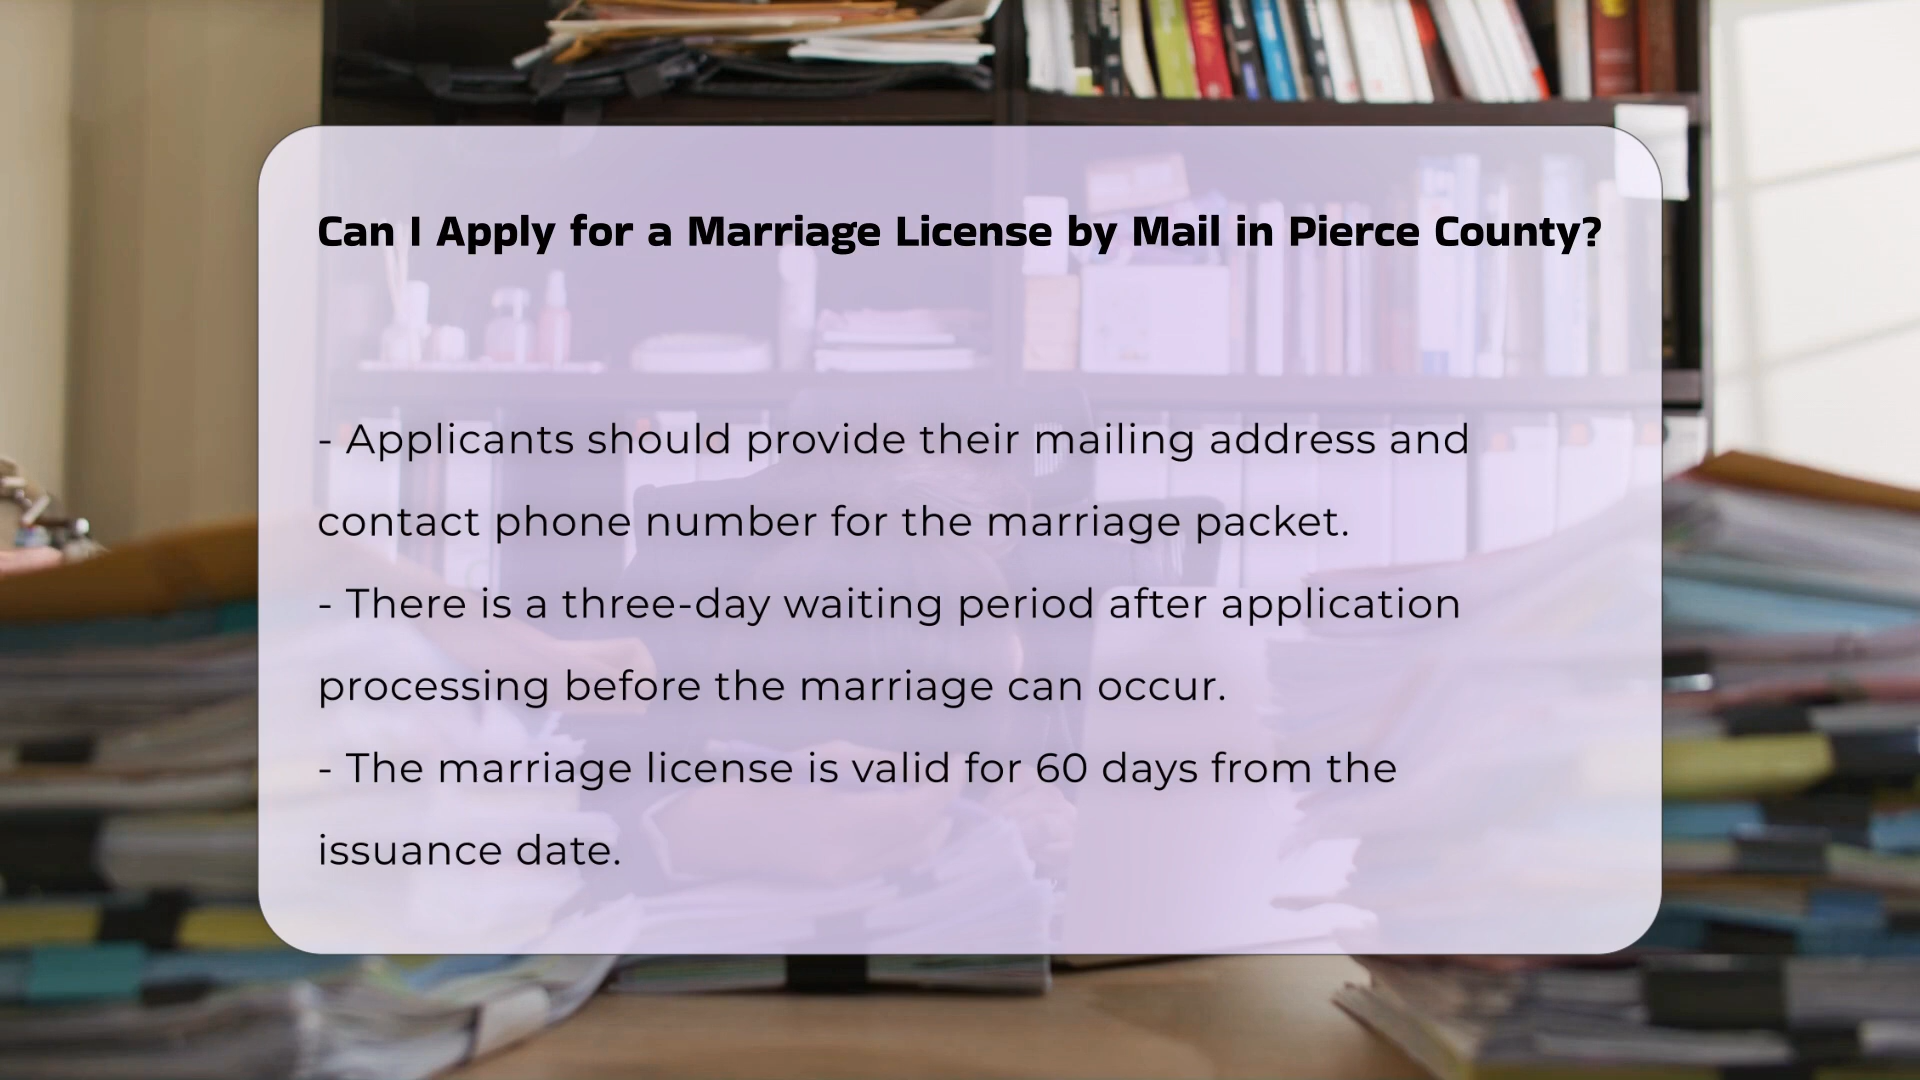 Can I Apply for a Marriage License by Mail in Pierce County?
- Applicants should provide their mailing address and
contact phone number for the marriage packet.
- There is a three-day waiting period after application
processing before the marriage can occur.
- The marriage license is valid for 60 days from the
issuance date.